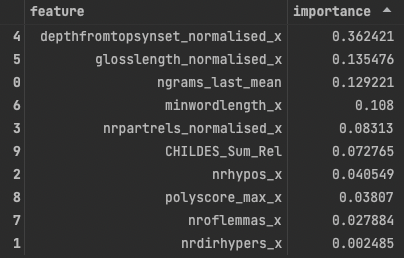 feature importance
4 depthfromtopsynset_normalised_x 0.362421
5 glosslength_normalised_x 0.135476
0 ngrams_last_mean 0.129221
6 minwordlength_x 0.108
3 nrpartrels_normalised_x 0.08313
9 CHILDES_Sum_Rel 0.072765
2 nrhypos_x 0.040549
8 polyscore_max_x 0.03807
7 nroflemmas_x 0.027884
1 nrdirhypers_x 0.002485